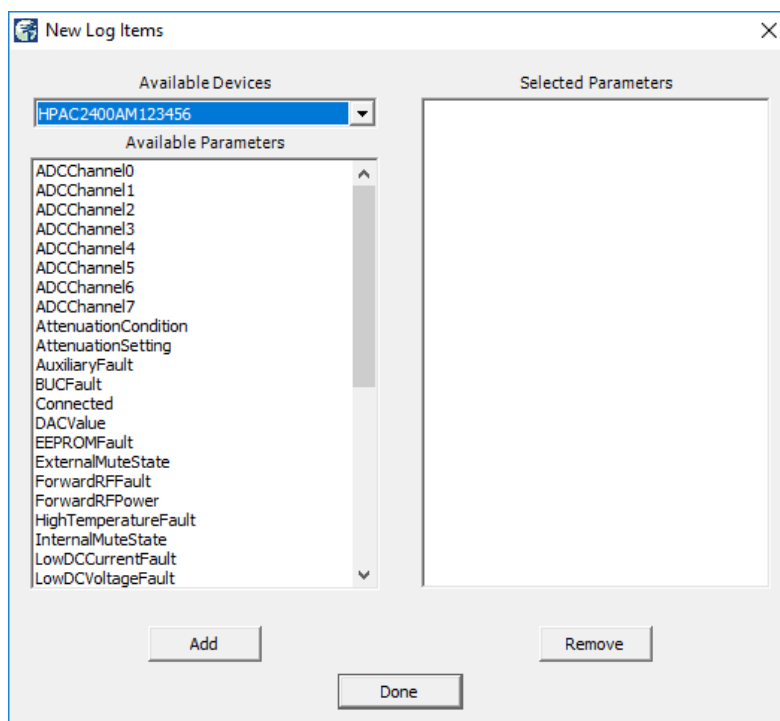 New Log Items
Available Devices
HPAC2400AM123456
Available Parameters
ADCChannel0
ADCChannel1
ADCChannel2
ADCChannel3
ADCChannel4
ADCChannel5
ADCChannel6
ADCChannel7
AttenuationCondition
AttenuationSetting
AuxiliaryFault
BUCFault
Connected
DACValue
EEPROMFault
ExternalMuteState
ForwardRFFault
ForwardRFPower
HighTemperatureFault
InternalMuteState
LowDCCurrentFault
LowDCVoltageFault
Add
Selected Parameters
Remove
Done